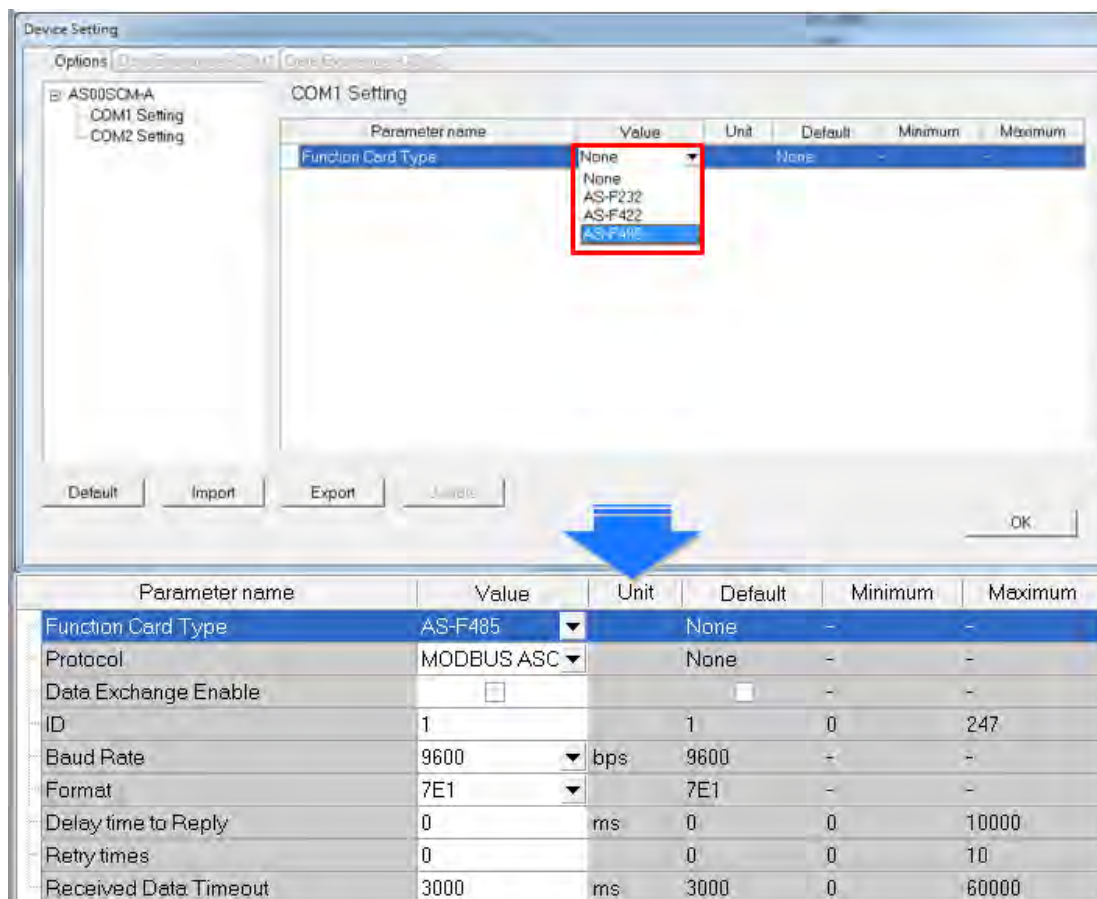 Device Setting
Options
AS00SCM-A COM1 Setting
COM1 Setting
COM2 Setting
Parameter name Value Unit Default Minimum Maximum
Function Card Type None None - -
None
AS-F232
AS-F422
AS-F485
Default Import Export
OK
Parameter name Value Unit Default Minimum Maximum
Function Card Type AS-F485 None - -
Protocol MODBUS ASC None - -
Data Exchange Enable - -
ID 1 1 0 247
Baud Rate 9600 bps 9600 - -
Format 7E1 7E1 - -
Delay time to Reply 0 ms 0 0 10000
Retry times 0 0 0 10
Received Data Timeout 3000 ms 3000 0 60000